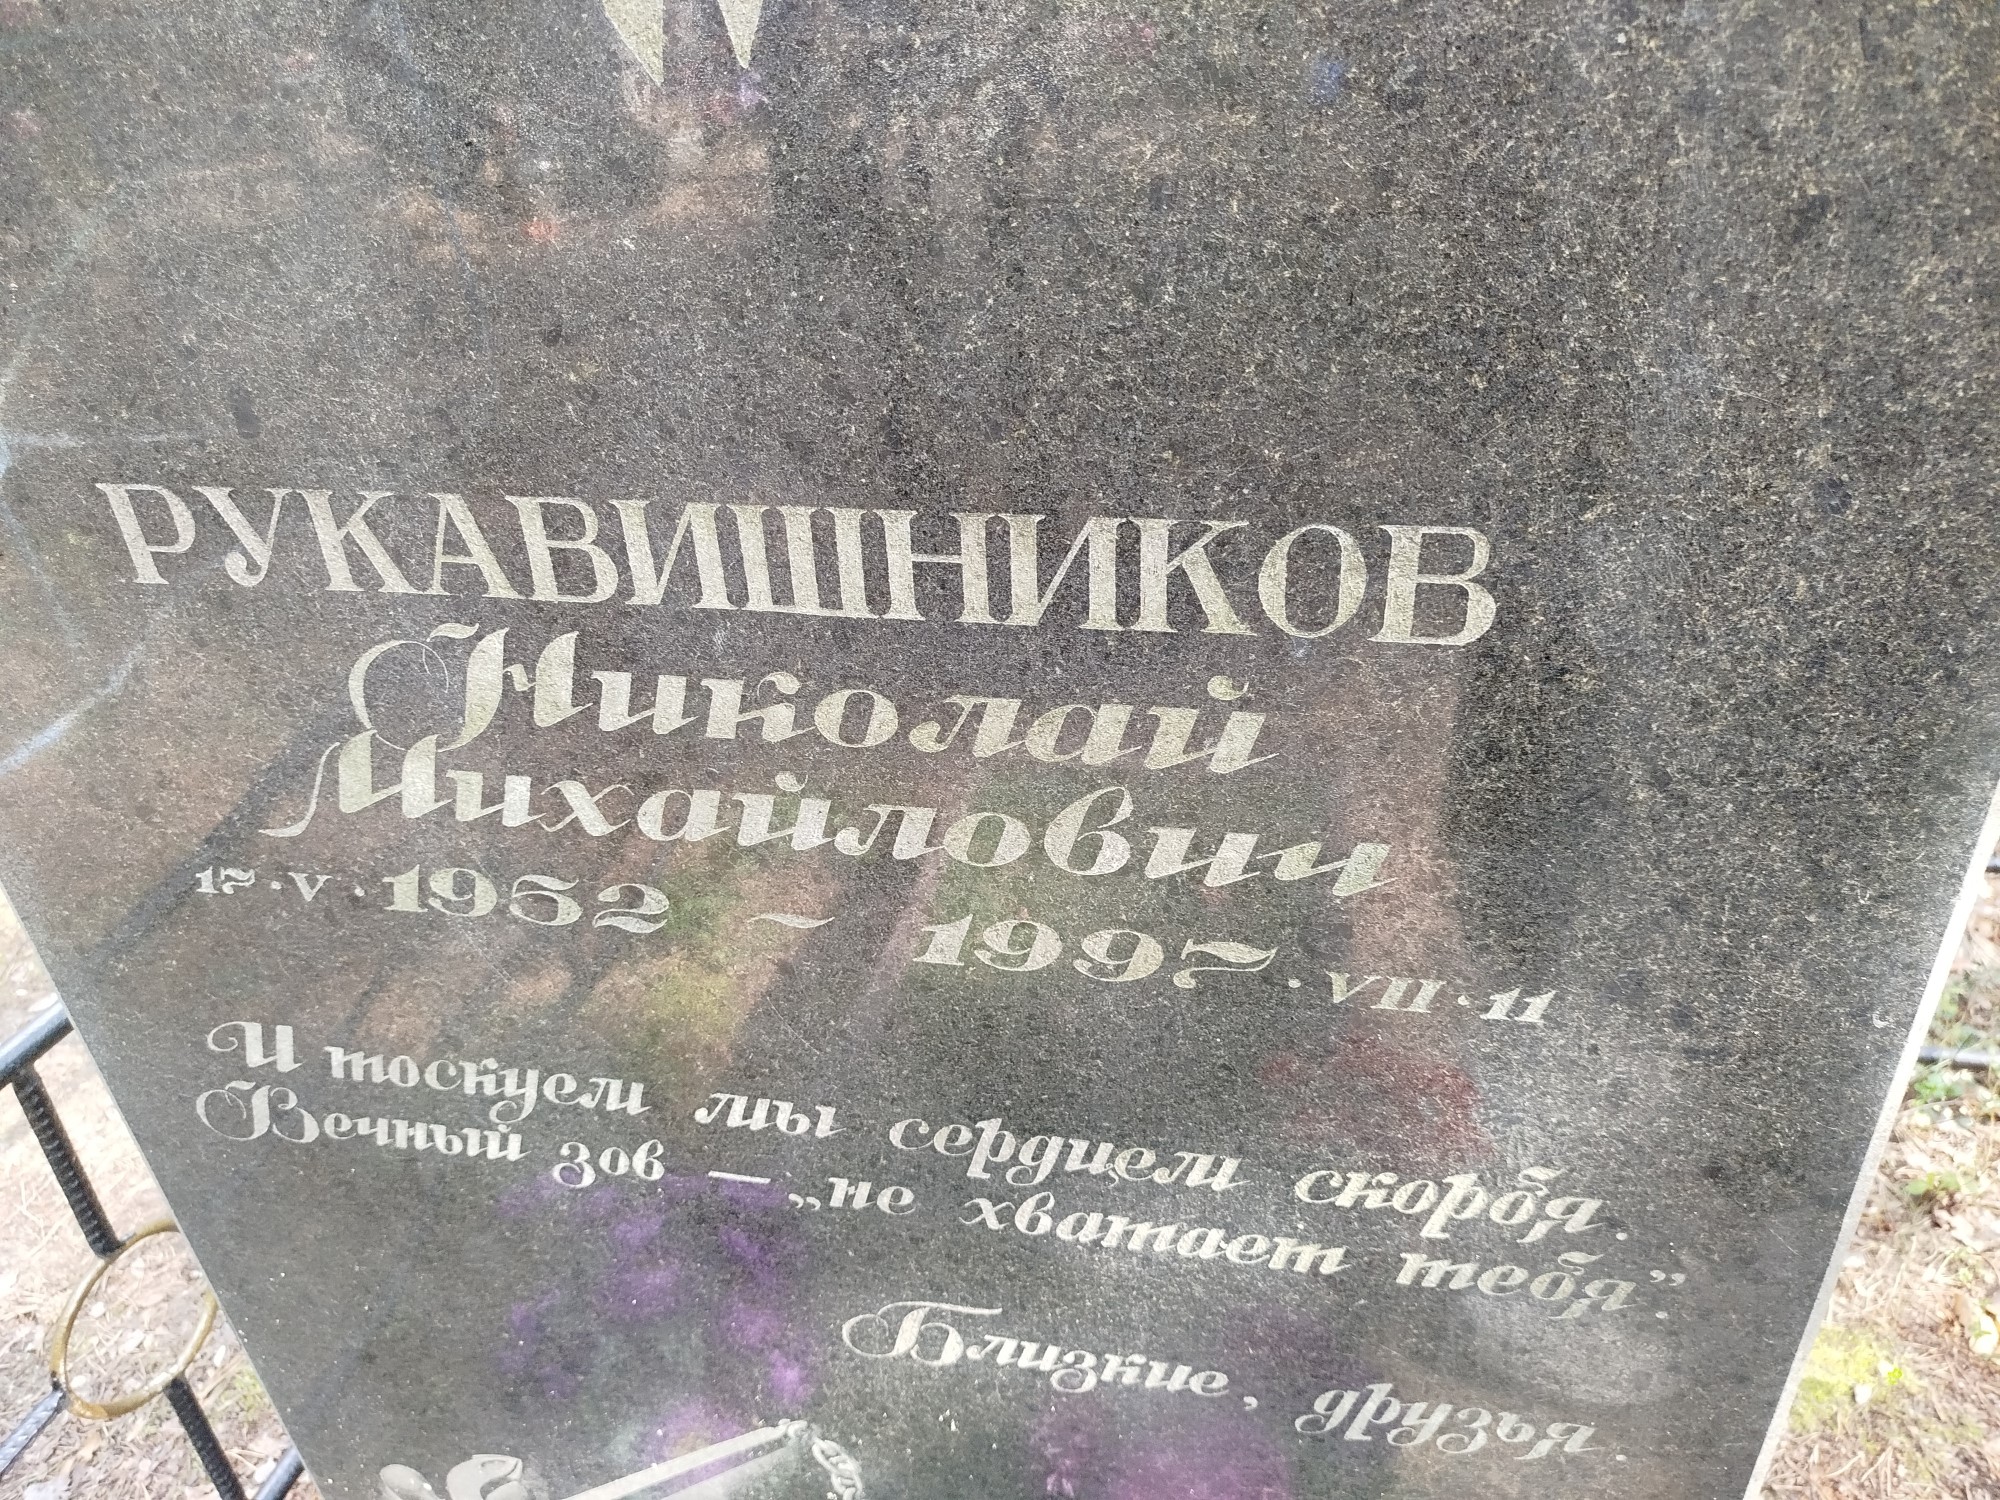 РУКАВИШНИКОВ
Николай
Михайлович
17·V·1952 ~ 1997·VII·11
И тоскуем мы сердцем скорбя.
Вечный зов — „не хватает тебя”.
Близкие, друзья.